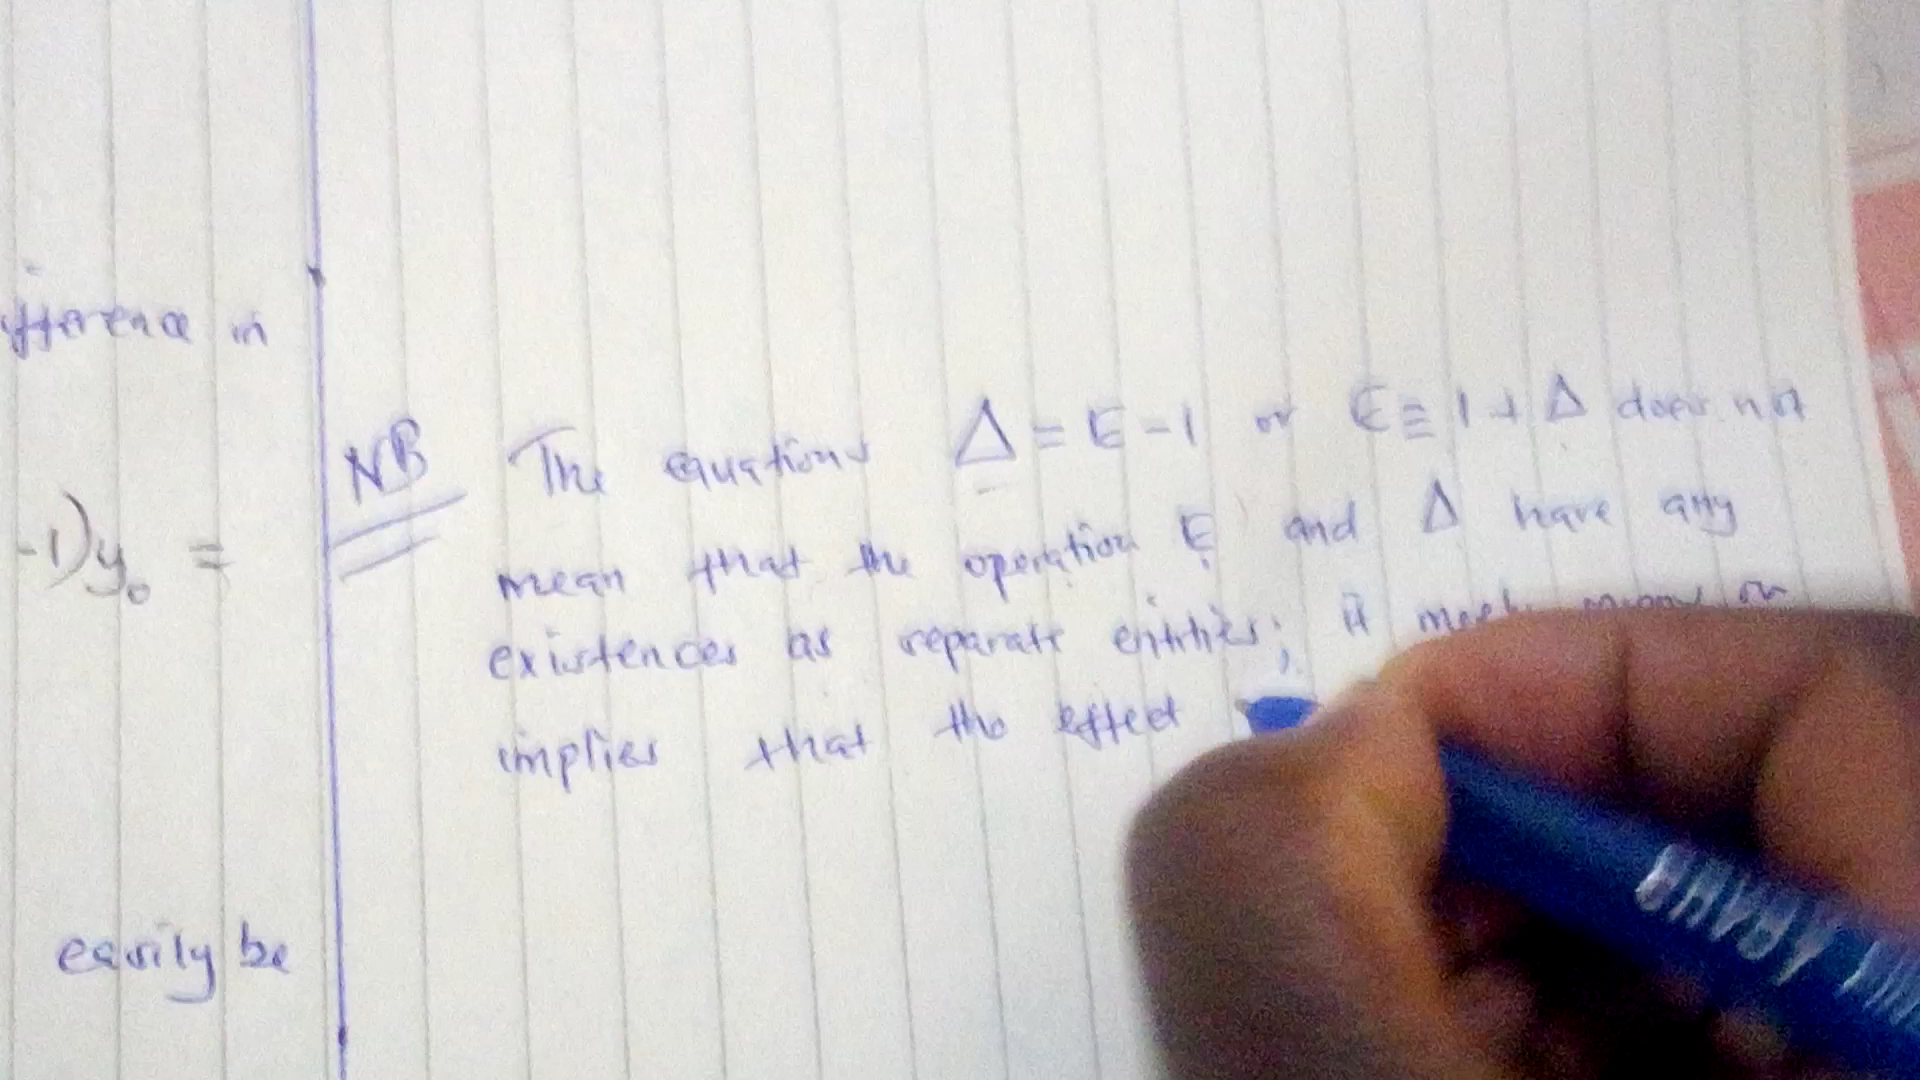 ifference in
-1)y₀ =
easily be
NB The equations Δ = E - 1 or E ≡ 1 + Δ does not
mean that the operation E and Δ have any
existences as separate entities; it
implies that the effect